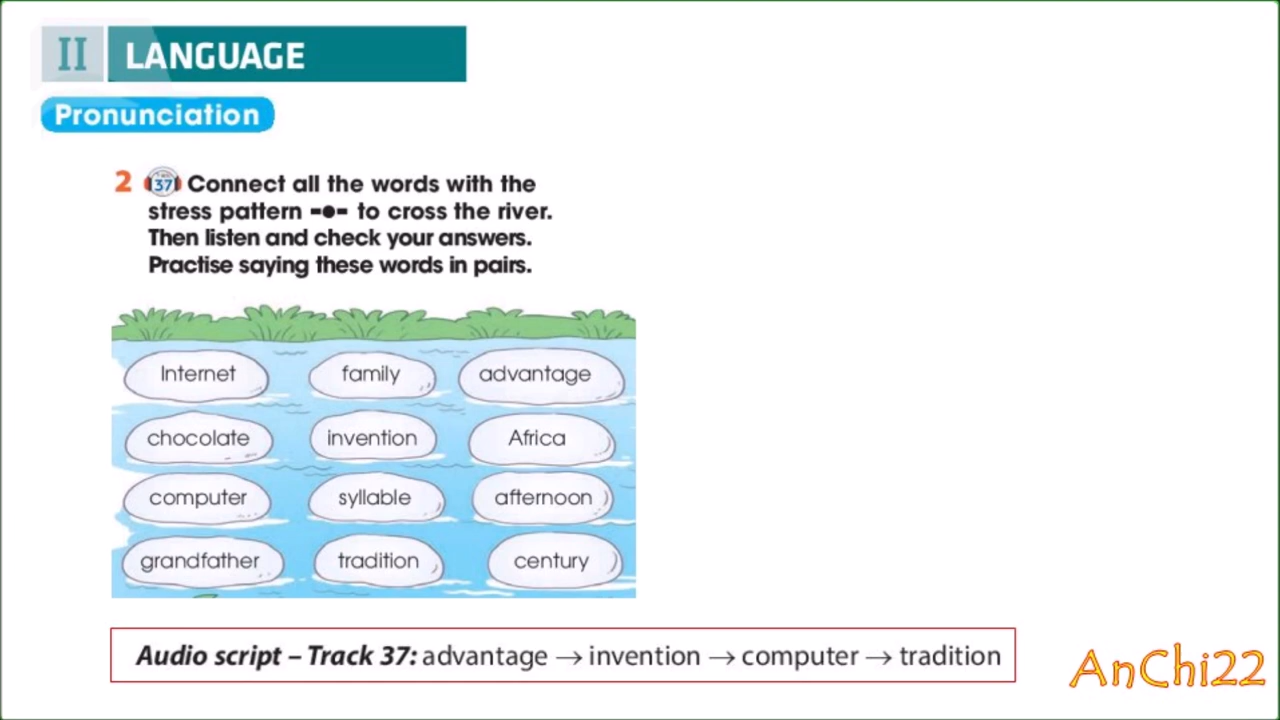 II LANGUAGE
Pronunciation
2 37 Connect all the words with the
stress pattern -●- to cross the river.
Then listen and check your answers.
Practise saying these words in pairs.
Internet family advantage
chocolate invention Africa
computer syllable afternoon
grandfather tradition century
Audio script – Track 37: advantage → invention → computer → tradition
AnChi22